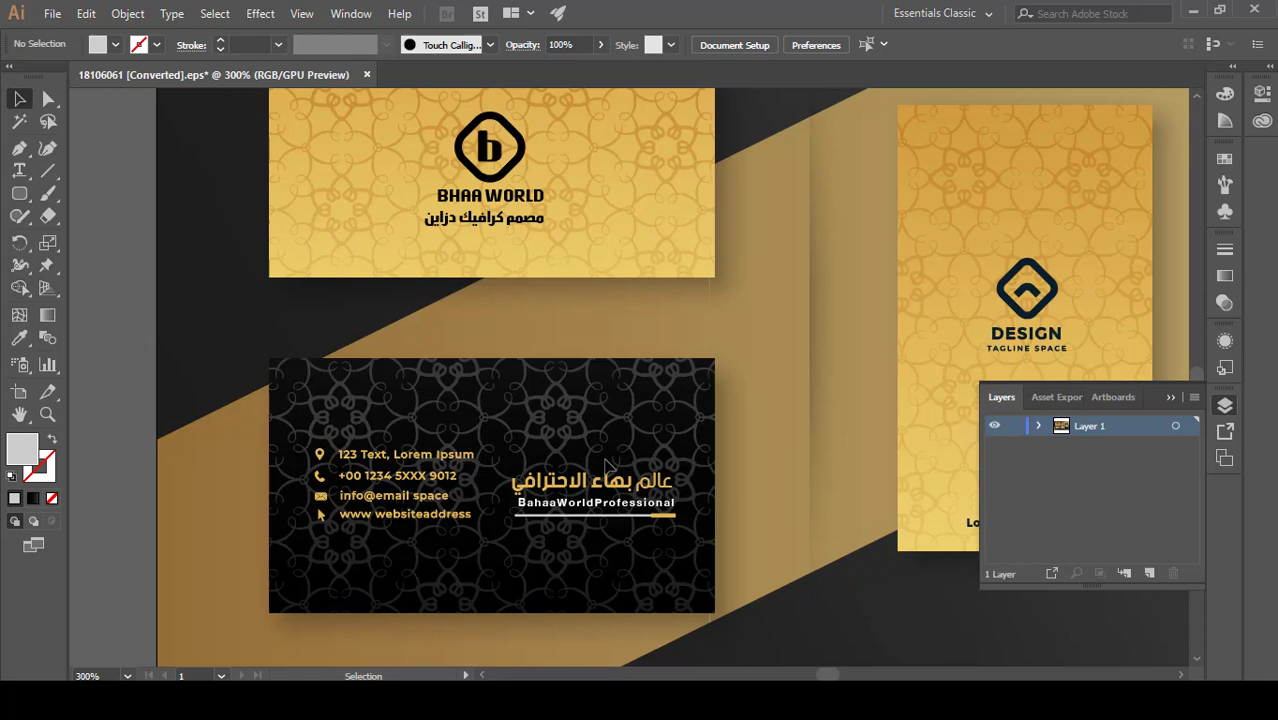 Ai File Edit Object Type Select Effect View Window Help Br St Essentials Classic Search Adobe Stock
No Selection Stroke: Touch Callig... Opacity: 100% Style: Document Setup Preferences
18106061 [Converted].eps* @ 300% (RGB/GPU Preview)
b
BHAA WORLD
مصمم كرافيك دزاين
DESIGN
TAGLINE SPACE
Lo
123 Text, Lorem Ipsum
+00 1234 5XXX 9012
info@email space
www websiteaddress
عالم بهاء الاحترافي
BahaaWorldProfessional
Layers Asset Expor Artboards
Layer 1
1 Layer
300% 1 Selection